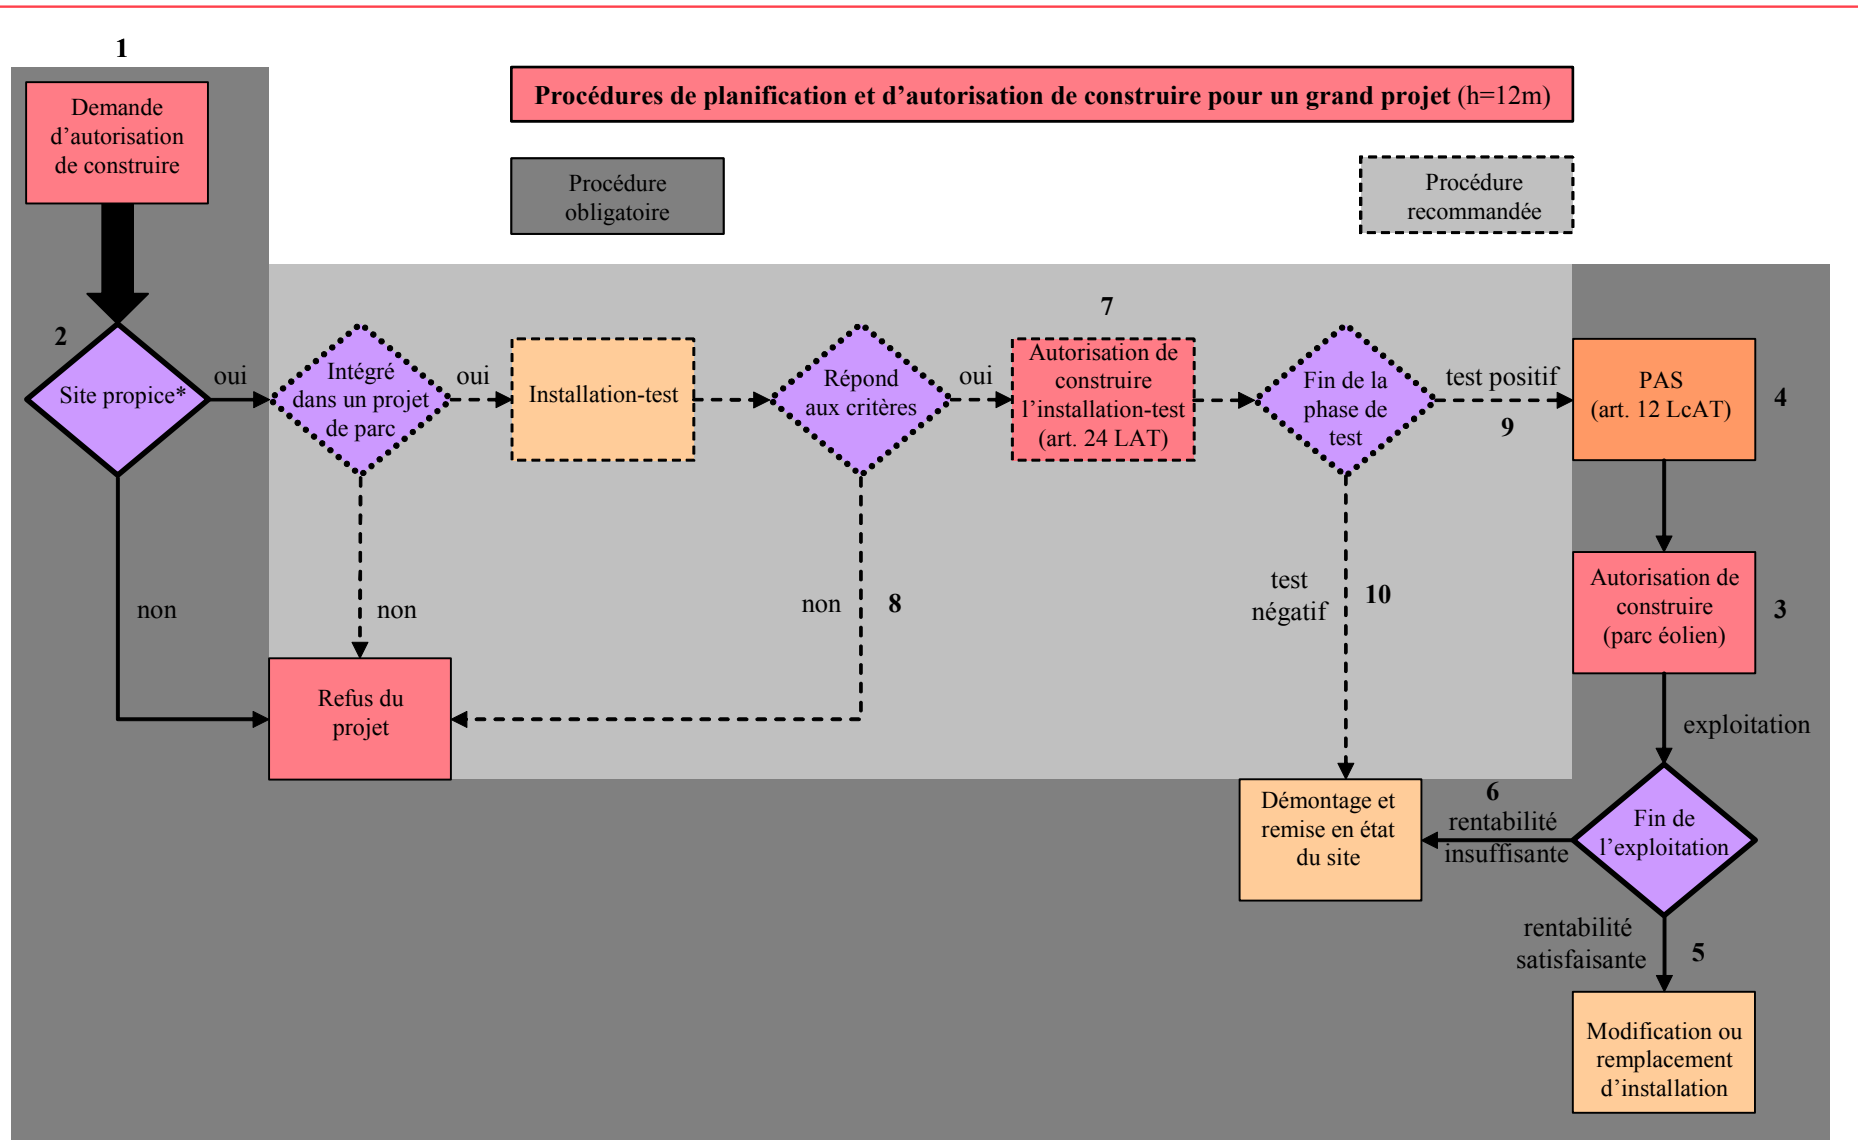 1
Demande
d’autorisation
de construire
Procédures de planification et d’autorisation de construire pour un grand projet (h=12m)
Procédure
obligatoire
Procédure
recommandée
2
Site propice*
oui
non
Intégré
dans un projet
de parc
oui
non
Installation-test
Répond
aux critères
oui
non
8
7
Autorisation de
construire
l’installation-test
(art. 24 LAT)
Fin de la
phase de
test
test positif
9
test
négatif
10
PAS
(art. 12 LcAT)
4
Autorisation de
construire
(parc éolien)
3
exploitation
Refus du
projet
Démontage et
remise en état
du site
6
rentabilité
insuffisante
Fin de
l’exploitation
rentabilité
satisfaisante
5
Modification ou
remplacement
d’installation